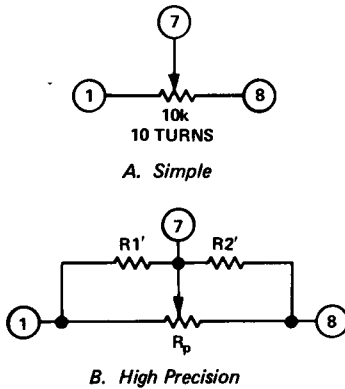 7
1
8
10k
10 TURNS
A. Simple
7
R1'
R2'
1
8
Rp
B. High Precision